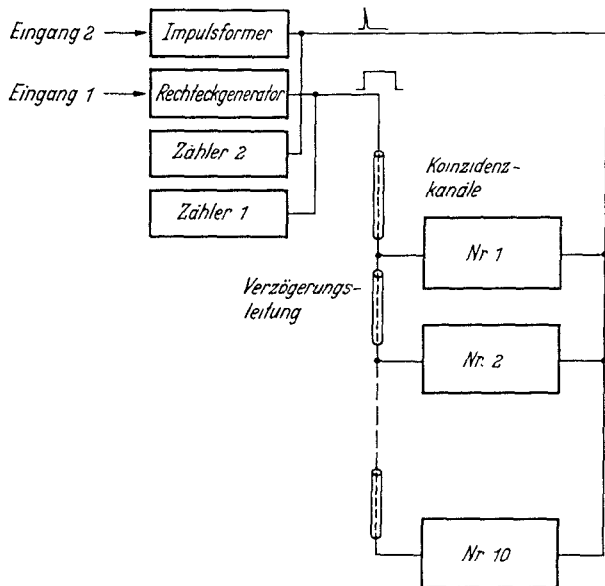 Eingang 2
Impulsformer
Eingang 1
Rechteckgenerator
Zähler 2
Zähler 1
Koinzidenz-
kanäle
Nr 1
Verzögerungs-
leitung
Nr. 2
Nr 10